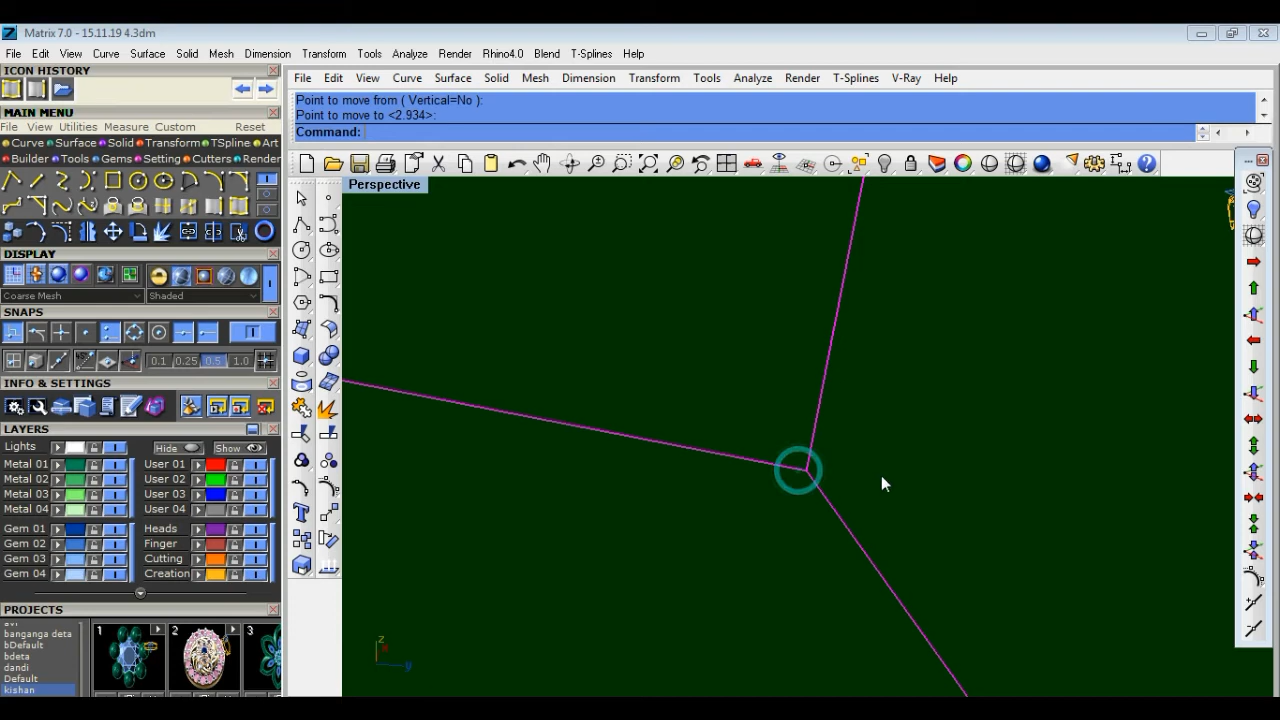 Matrix 7.0 - 15.11.19 4.3dm
File Edit View Curve Surface Solid Mesh Dimension Transform Tools Analyze Render Rhino4.0 Blend T-Splines Help
ICON HISTORY
MAIN MENU
File View Utilities Measure Custom Reset
Curve Surface Solid Transform TSpline Art
Builder Tools Gems Setting Cutters Render
DISPLAY
Coarse Mesh Shaded
SNAPS
0.1 0.25 0.5 1.0
INFO & SETTINGS
LAYERS
Lights Hide Show
Metal 01 User 01
Metal 02 User 02
Metal 03 User 03
Metal 04 User 04
Gem 01 Heads
Gem 02 Finger
Gem 03 Cutting
Gem 04 Creation
PROJECTS
banganga deta
bDefault
bdeta
dandi
Default
kishan
1 2 3
File Edit View Curve Surface Solid Mesh Dimension Transform Tools Analyze Render T-Splines V-Ray Help
Point to move from ( Vertical=No ):
Point to move to <2.934>:
Command:
Perspective
z
x
y